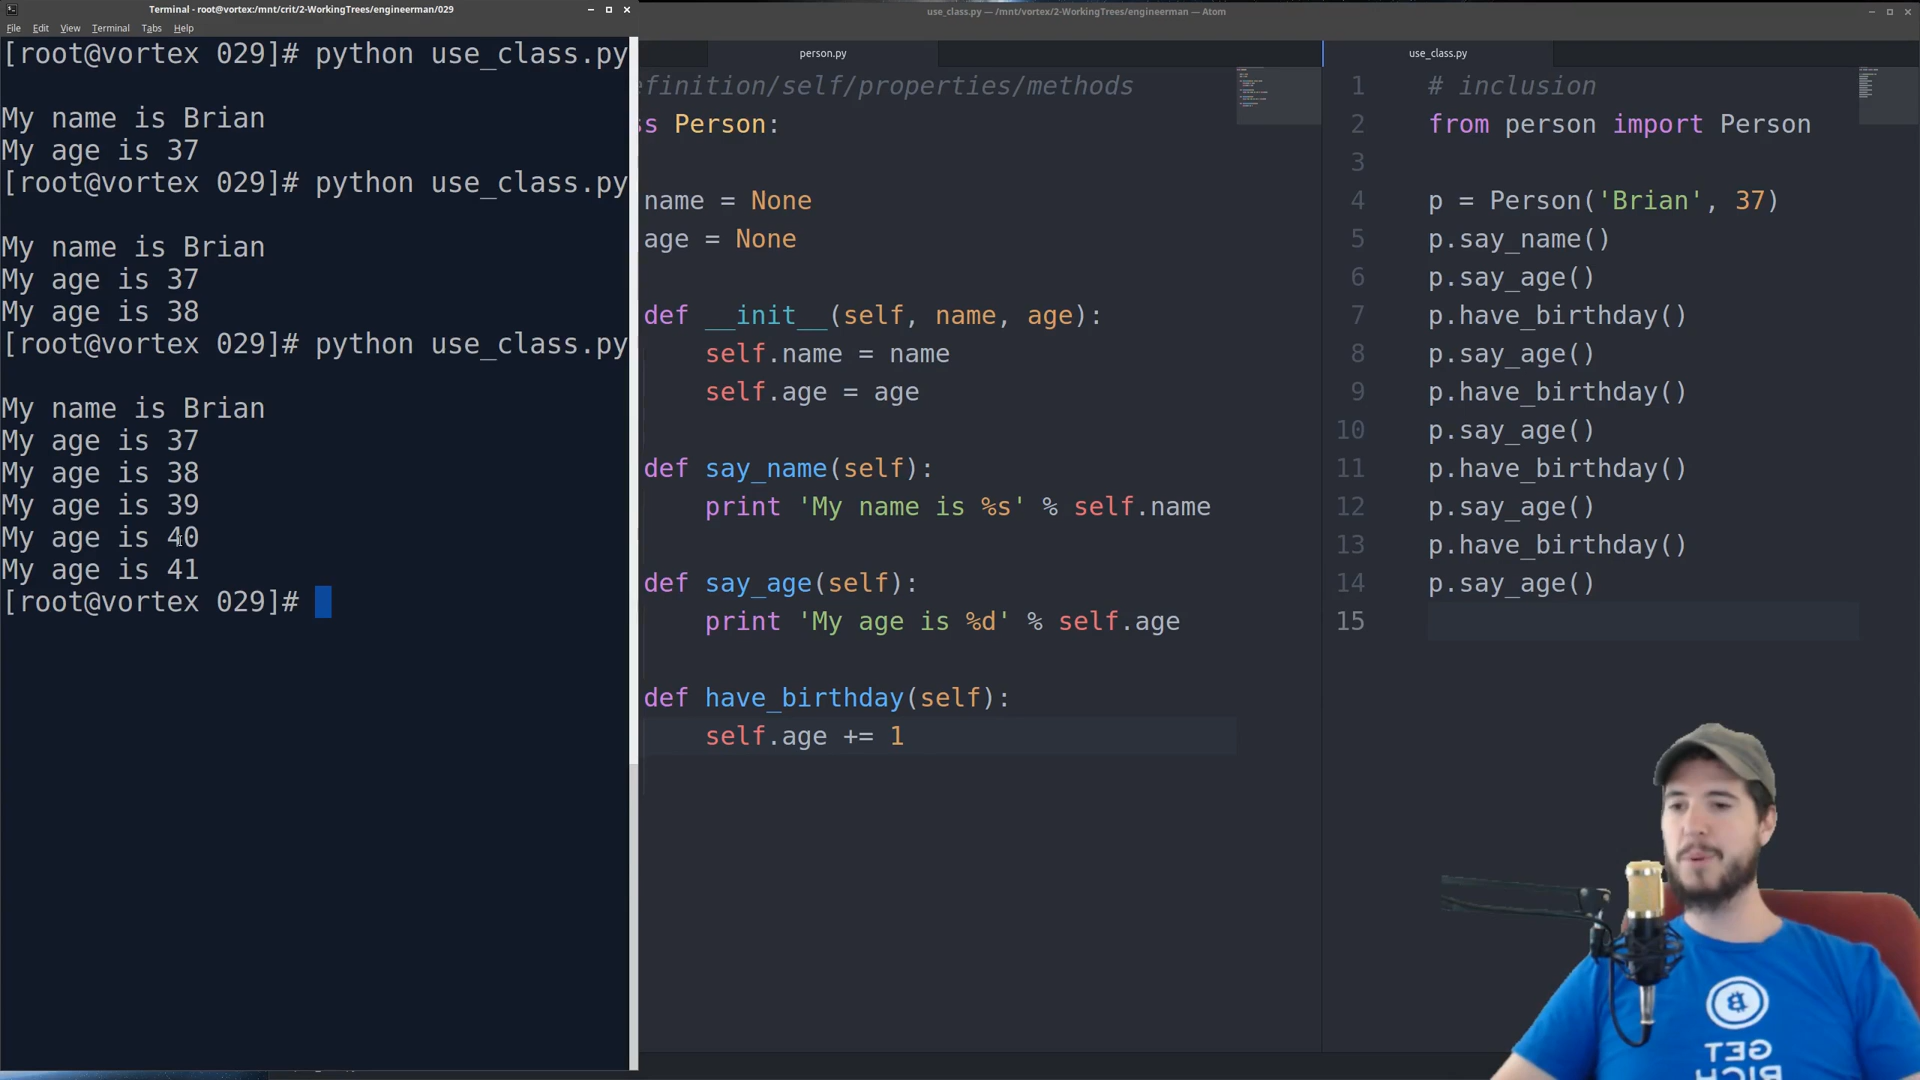 Terminal - root@vortex:/mnt/crit/2-WorkingTrees/engineerman/029
File Edit View Terminal Tabs Help
[root@vortex 029]# python use_class.py
My name is Brian
My age is 37
[root@vortex 029]# python use_class.py
My name is Brian
My age is 37
My age is 38
[root@vortex 029]# python use_class.py
My name is Brian
My age is 37
My age is 38
My age is 39
My age is 40
My age is 41
[root@vortex 029]#
use_class.py — /mnt/vortex/2-WorkingTrees/engineerman — Atom
person.py
efinition/self/properties/methods
ss Person:
name = None
age = None
def __init__(self, name, age):
self.name = name
self.age = age
def say_name(self):
print 'My name is %s' % self.name
def say_age(self):
print 'My age is %d' % self.age
def have_birthday(self):
self.age += 1
use_class.py
1 # inclusion
2 from person import Person
3
4 p = Person('Brian', 37)
5 p.say_name()
6 p.say_age()
7 p.have_birthday()
8 p.say_age()
9 p.have_birthday()
10 p.say_age()
11 p.have_birthday()
12 p.say_age()
13 p.have_birthday()
14 p.say_age()
15
GET
RICH